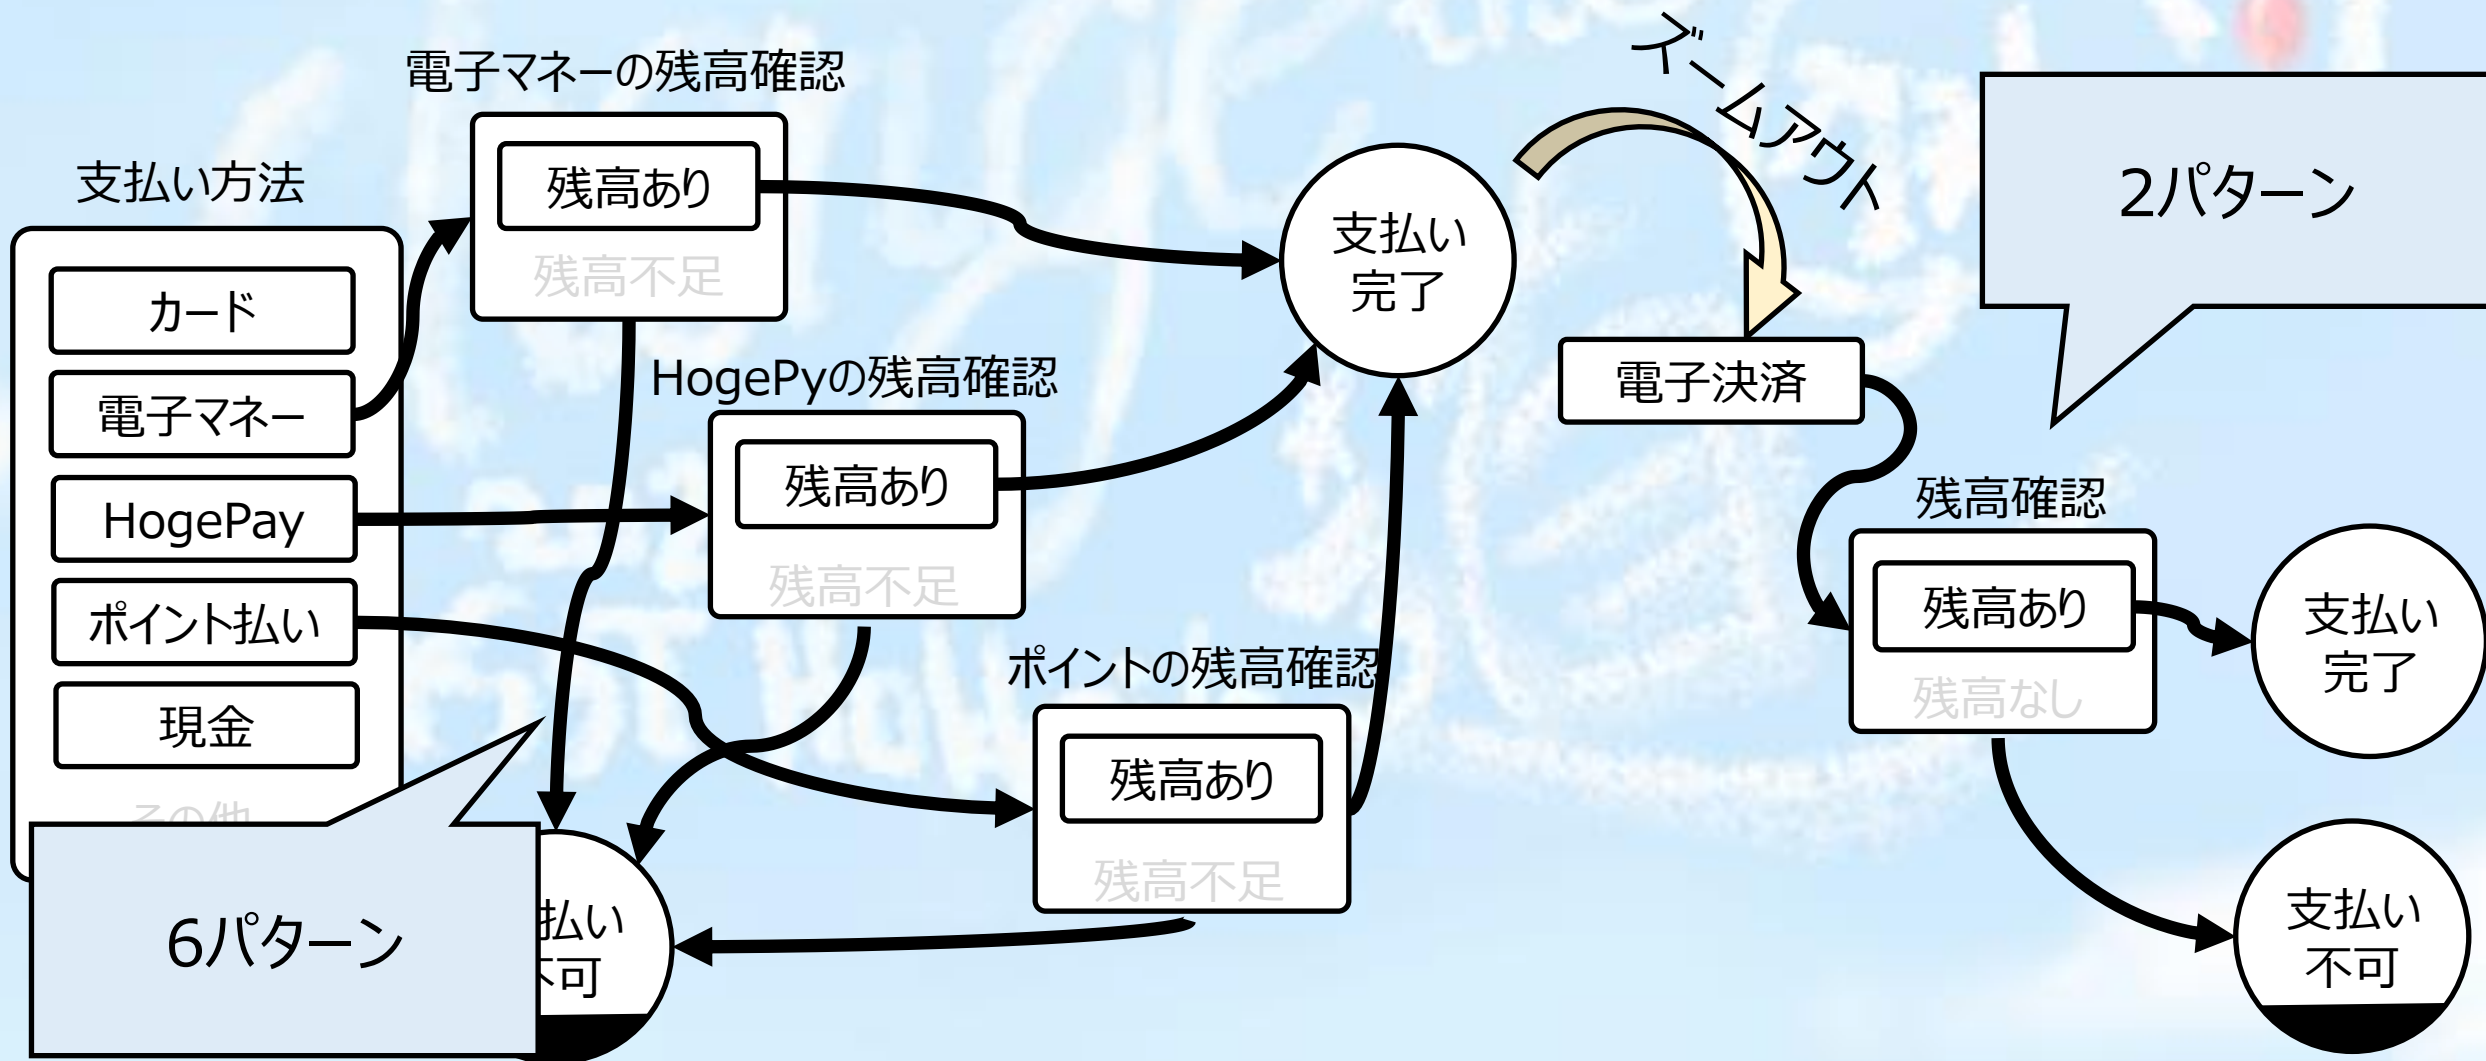 電子マネーの残高確認
支払い方法
残高あり
残高不足
カード
電子マネー
HogePay
ポイント払い
現金
その他
6パターン
払い
不可
HogePyの残高確認
残高あり
残高不足
ポイントの残高確認
残高あり
残高不足
支払い
完了
ズームアウト
電子決済
2パターン
残高確認
残高あり
残高なし
支払い
完了
支払い
不可